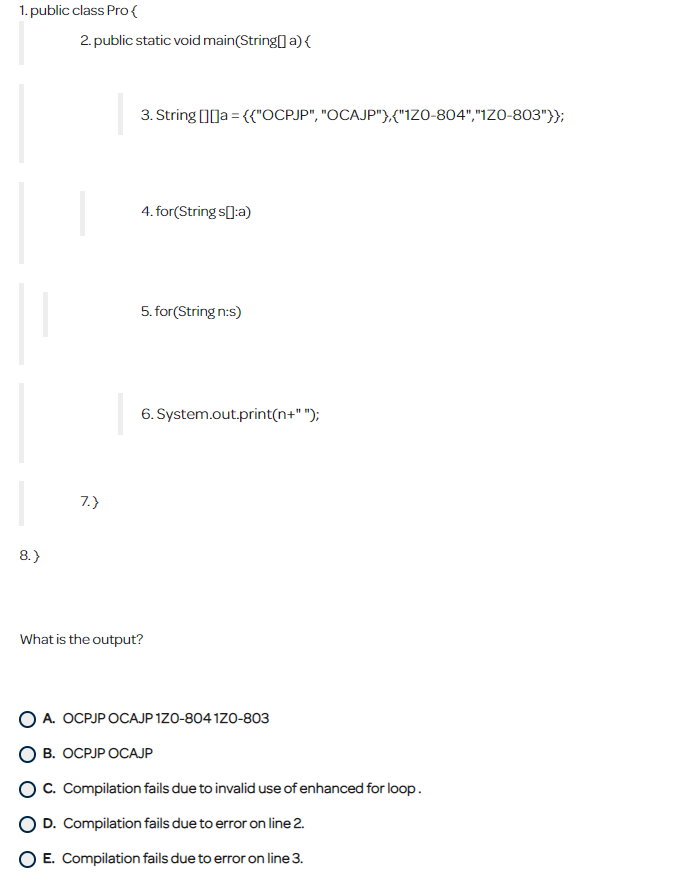 1. public class Pro {
2. public static void main(String[] a) {
3. String [][]a = {{"OCPJP", "OCAJP"},{"1Z0-804","1Z0-803"}};
4. for(String s[]:a)
5. for(String n:s)
6. System.out.print(n+" ");
7. }
8. }
What is the output?
A. OCPJP OCAJP 1Z0-804 1Z0-803
B. OCPJP OCAJP
C. Compilation fails due to invalid use of enhanced for loop .
D. Compilation fails due to error on line 2.
E. Compilation fails due to error on line 3.